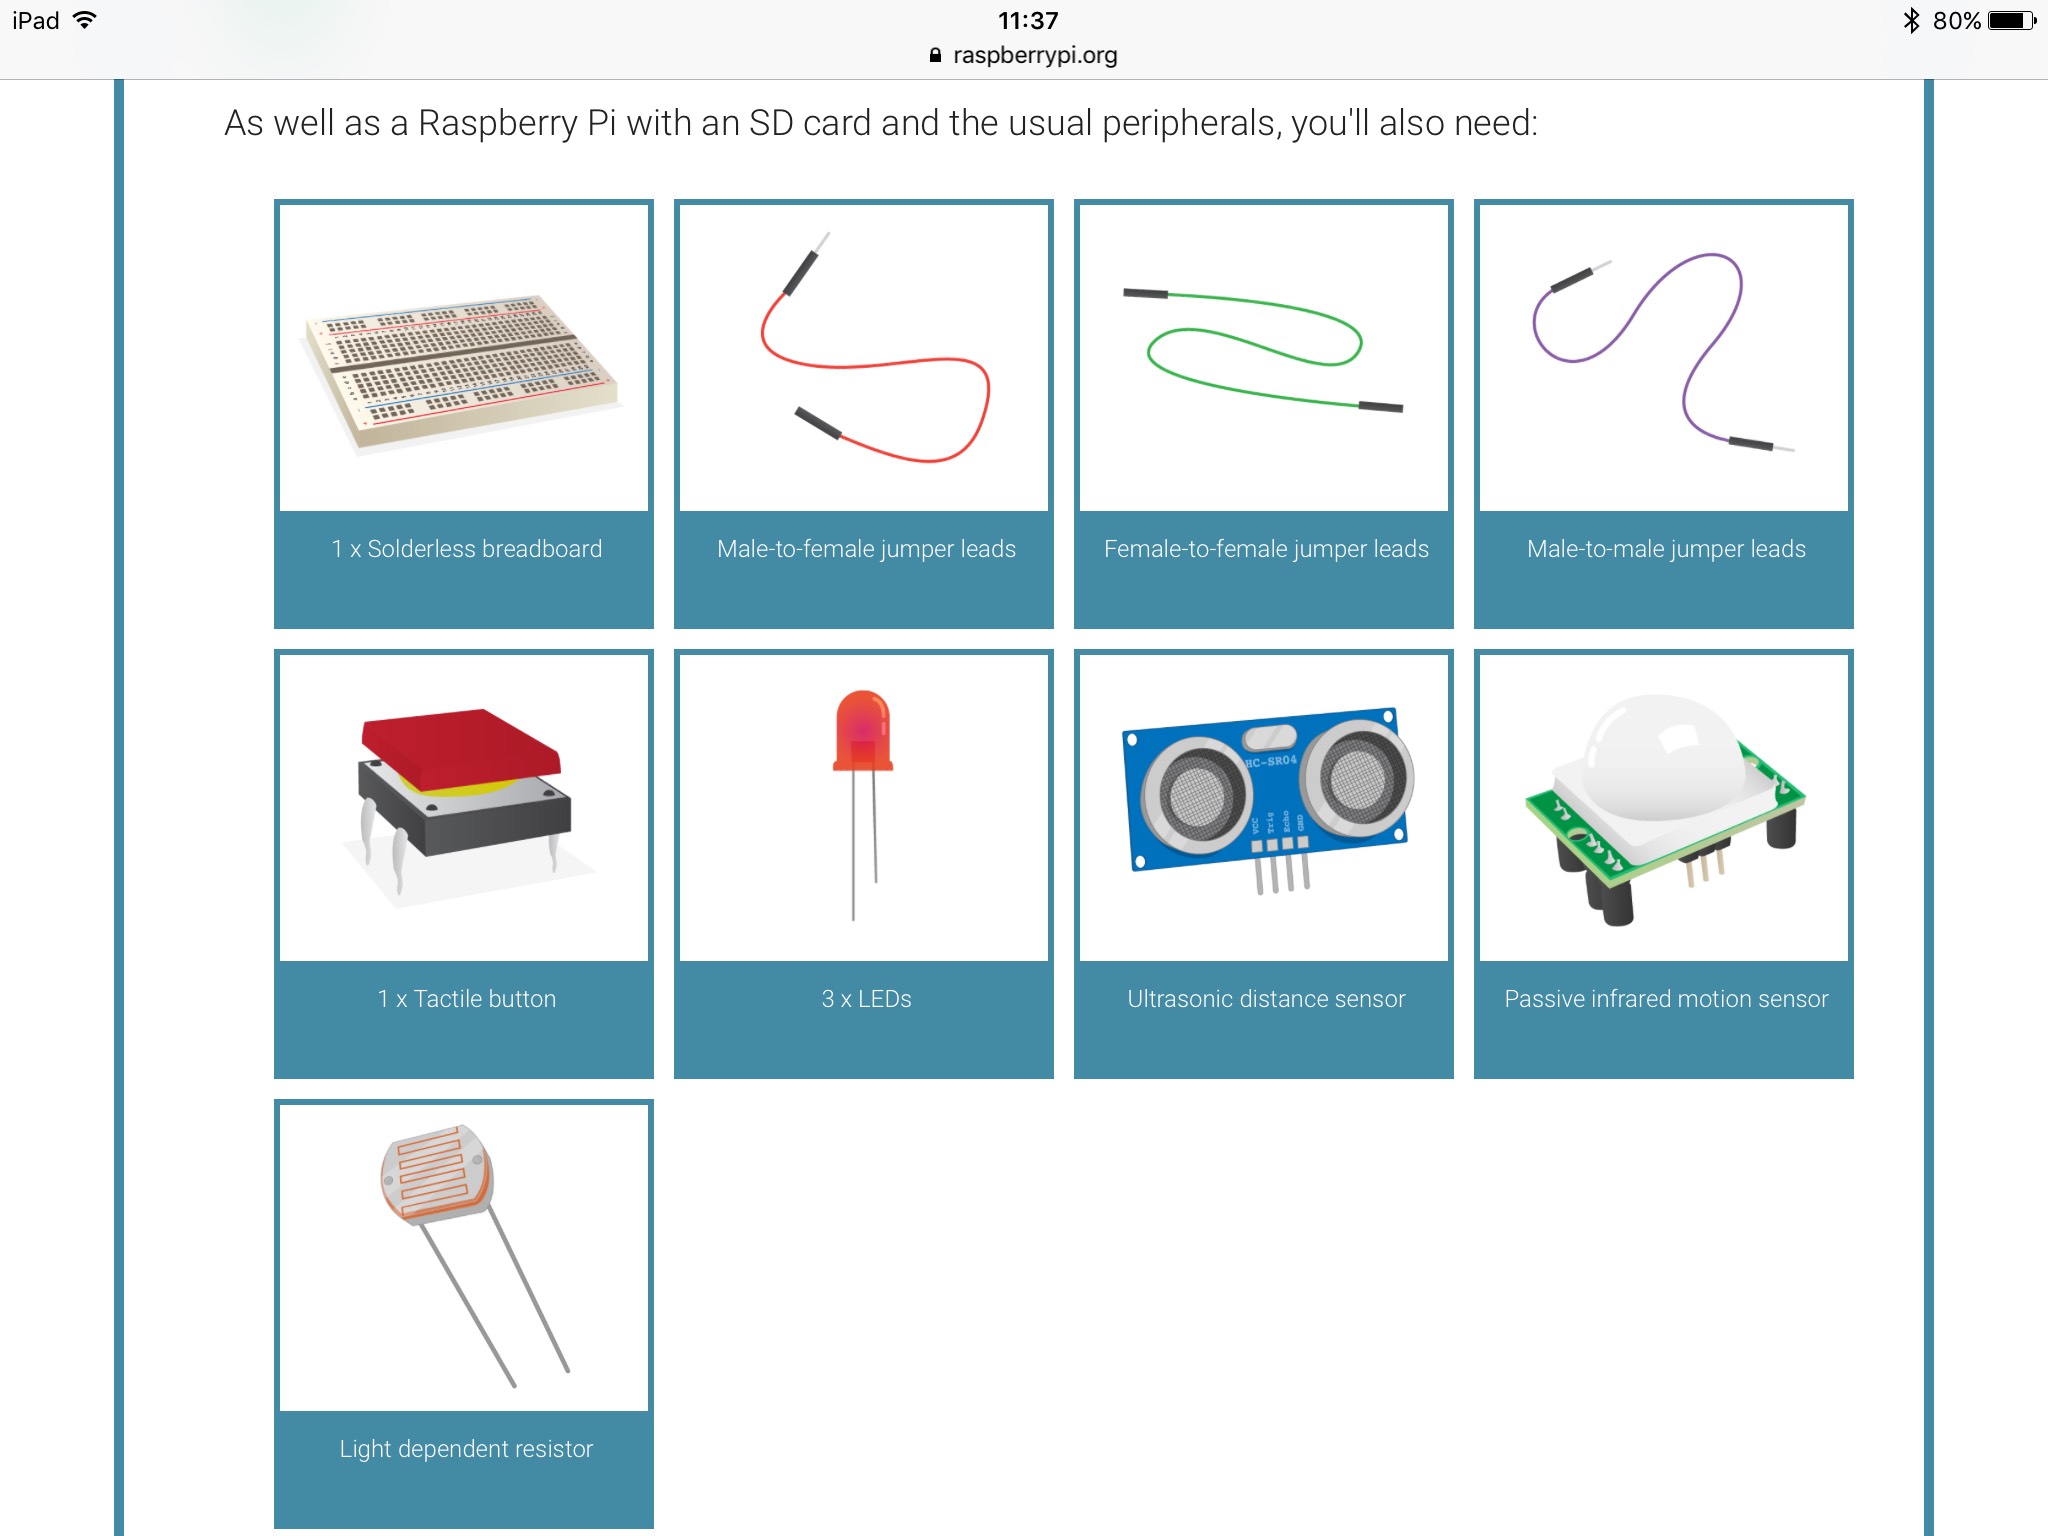 iPad 11:37 80%
raspberrypi.org
As well as a Raspberry Pi with an SD card and the usual peripherals, you'll also need:
1 x Solderless breadboard
Male-to-female jumper leads
Female-to-female jumper leads
Male-to-male jumper leads
HC-SR04
VCC
Trig
Echo
GND
1 x Tactile button
3 x LEDs
Ultrasonic distance sensor
Passive infrared motion sensor
Light dependent resistor